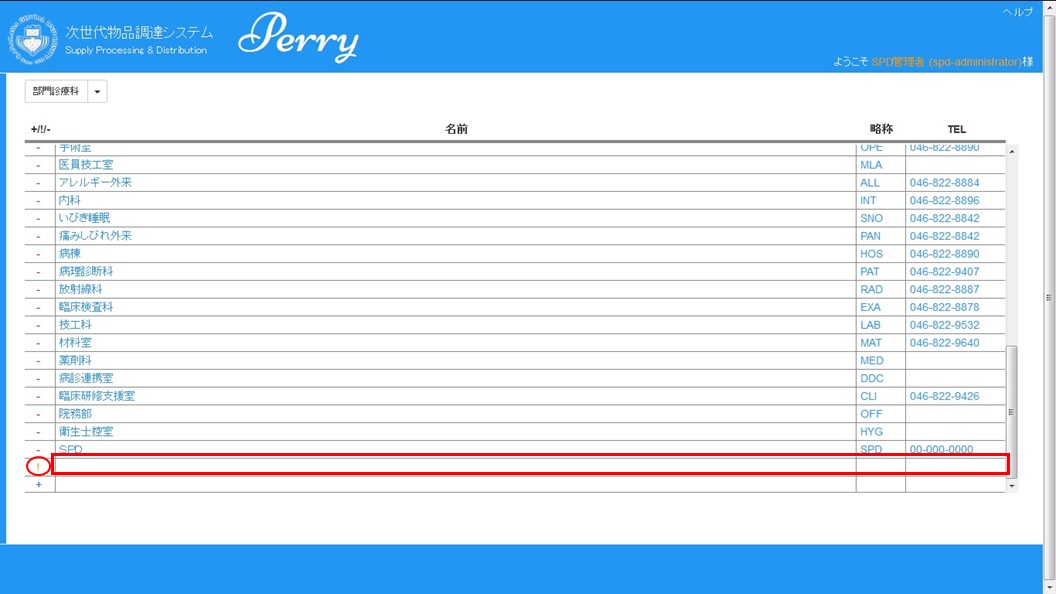 ヘルプ
次世代物品調達システム
Supply Processing & Distribution
Perry
ようこそ SPD管理者 (spd-administrator)様
部門診療科
+/!/- 名前 略称 TEL
- 手術室 OPE 046-822-8890
- 医員技工室 MLA
- アレルギー外来 ALL 046-822-8884
- 内科 INT 046-822-8896
- いびき睡眠 SNO 046-822-8842
- 痛みしびれ外来 PAN 046-822-8842
- 病棟 HOS 046-822-8890
- 病理診断科 PAT 046-822-9407
- 放射線科 RAD 046-822-8887
- 臨床検査科 EXA 046-822-8878
- 技工科 LAB 046-822-9532
- 材料室 MAT 046-822-9640
- 薬剤科 MED
- 病診連携室 DDC
- 臨床研修支援室 CLI 046-822-9426
- 院務部 OFF
- 衛生士控室 HYG
- SPD SPD 00-000-0000
!
+